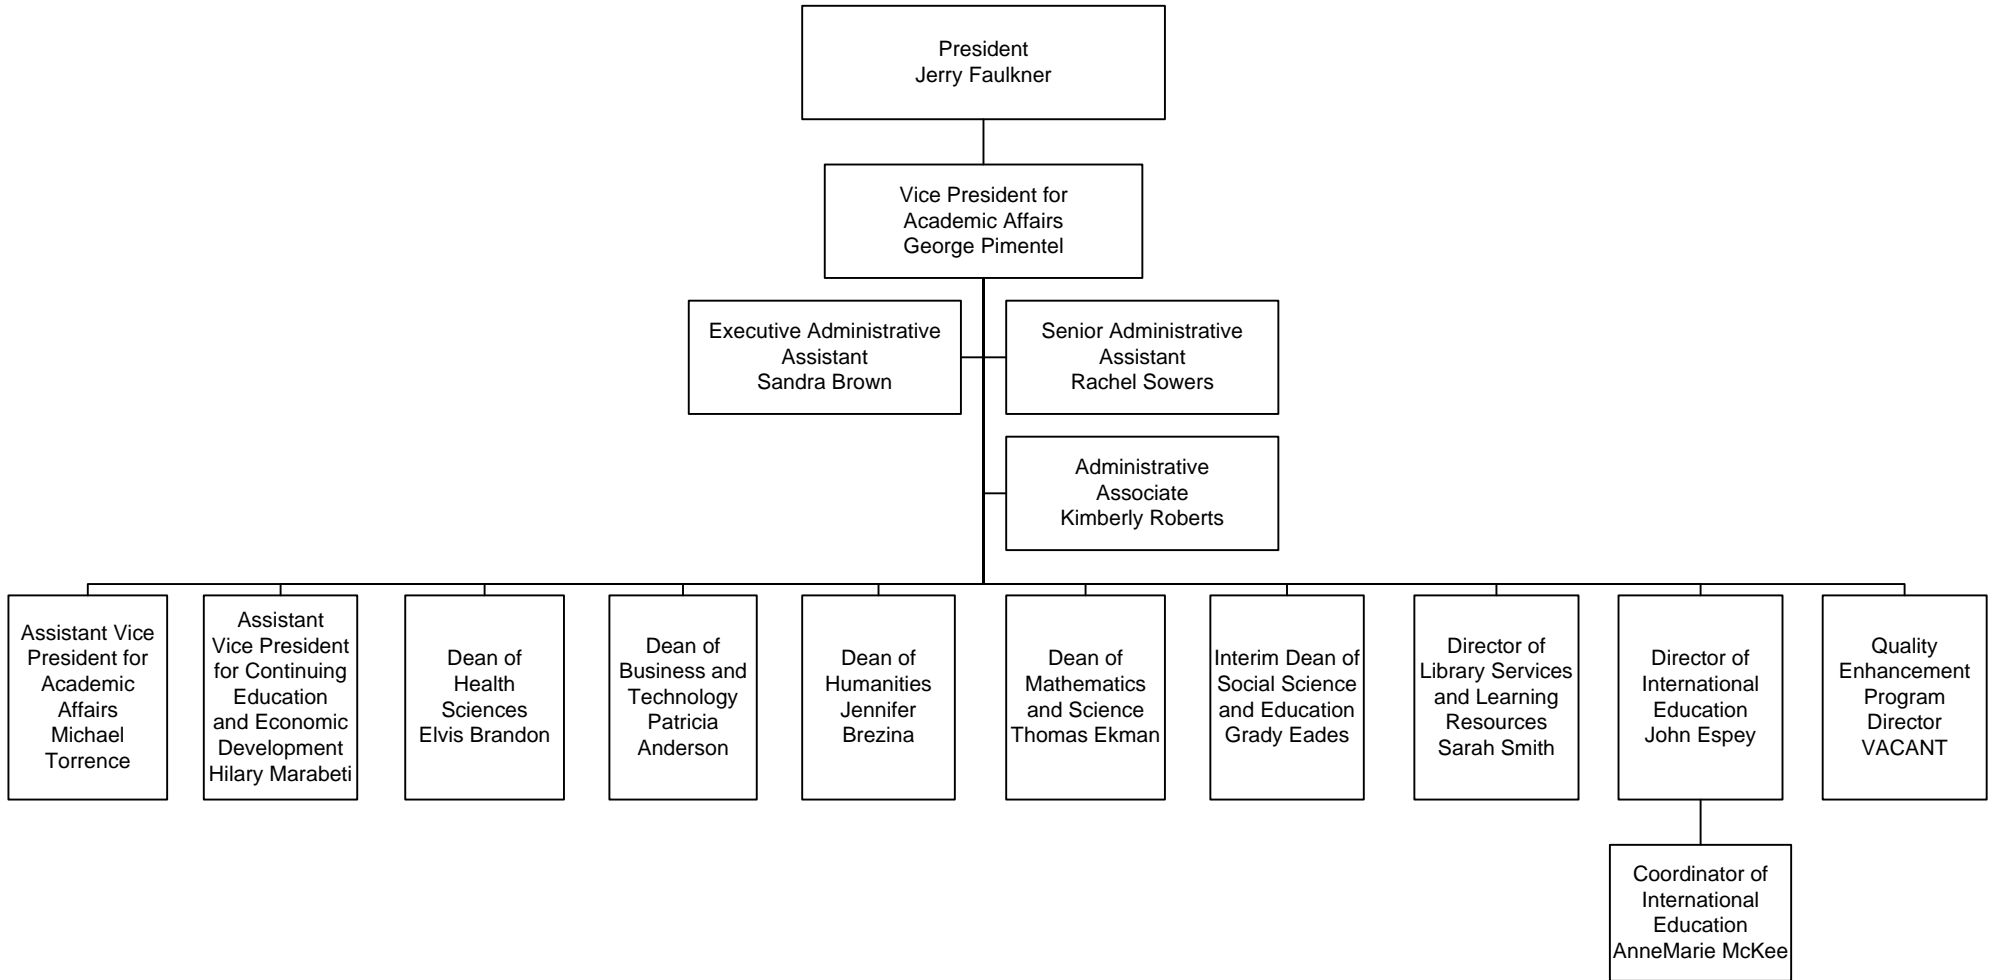 President
Jerry Faulkner
Vice President for
Academic Affairs
George Pimentel
Executive Administrative
Assistant
Sandra Brown
Senior Administrative
Assistant
Rachel Sowers
Administrative
Associate
Kimberly Roberts
Assistant Vice
President for
Academic
Affairs
Michael
Torrence
Assistant
Vice President
for Continuing
Education
and Economic
Development
Hilary Marabeti
Dean of
Health
Sciences
Elvis Brandon
Dean of
Business and
Technology
Patricia
Anderson
Dean of
Humanities
Jennifer
Brezina
Dean of
Mathematics
and Science
Thomas Ekman
Interim Dean of
Social Science
and Education
Grady Eades
Director of
Library Services
and Learning
Resources
Sarah Smith
Director of
International
Education
John Espey
Quality
Enhancement
Program
Director
VACANT
Coordinator of
International
Education
AnneMarie McKee